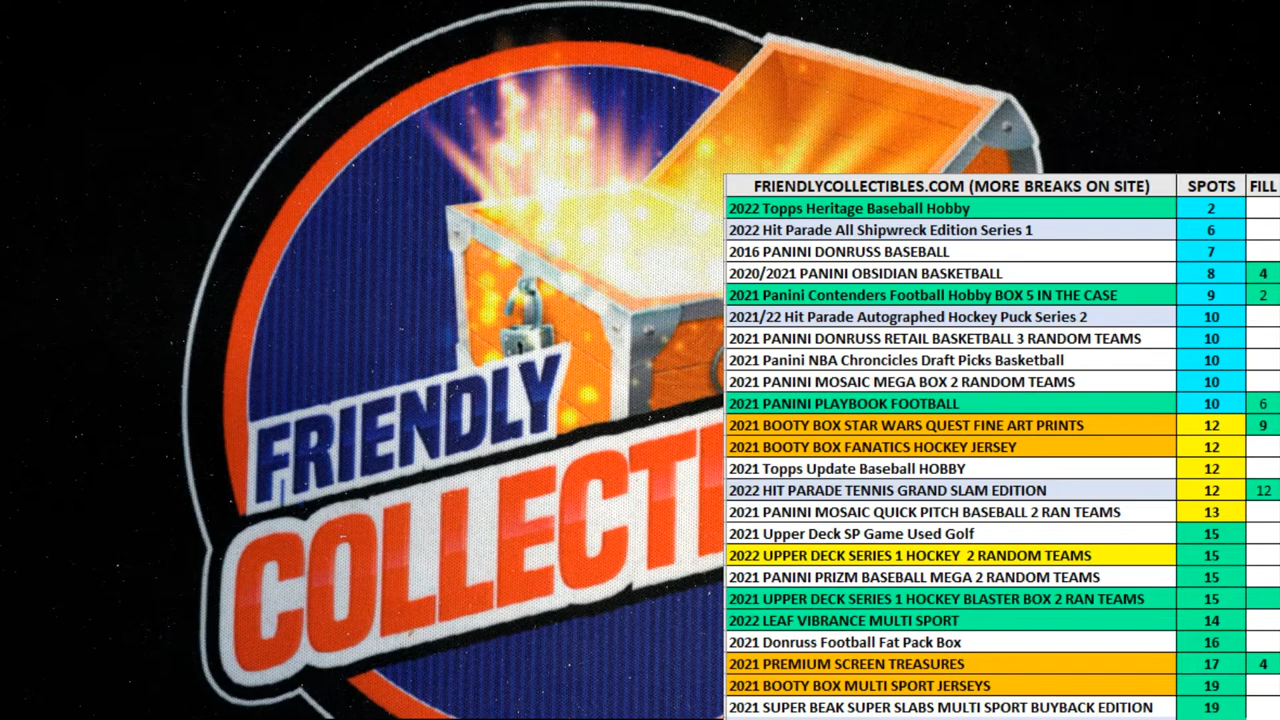 FRIENDLY
COLLECT
FRIENDLYCOLLECTIBLES.COM (MORE BREAKS ON SITE) SPOTS FILL
2022 Topps Heritage Baseball Hobby 2
2022 Hit Parade All Shipwreck Edition Series 1 6
2016 PANINI DONRUSS BASEBALL 7
2020/2021 PANINI OBSIDIAN BASKETBALL 8 4
2021 Panini Contenders Football Hobby BOX 5 IN THE CASE 9 2
2021/22 Hit Parade Autographed Hockey Puck Series 2 10
2021 PANINI DONRUSS RETAIL BASKETBALL 3 RANDOM TEAMS 10
2021 Panini NBA Chroncicles Draft Picks Basketball 10
2021 PANINI MOSAIC MEGA BOX 2 RANDOM TEAMS 10
2021 PANINI PLAYBOOK FOOTBALL 10 6
2021 BOOTY BOX STAR WARS QUEST FINE ART PRINTS 12 9
2021 BOOTY BOX FANATICS HOCKEY JERSEY 12
2021 Topps Update Baseball HOBBY 12
2022 HIT PARADE TENNIS GRAND SLAM EDITION 12 12
2021 PANINI MOSAIC QUICK PITCH BASEBALL 2 RAN TEAMS 13
2021 Upper Deck SP Game Used Golf 15
2022 UPPER DECK SERIES 1 HOCKEY 2 RANDOM TEAMS 15
2021 PANINI PRIZM BASEBALL MEGA 2 RANDOM TEAMS 15
2021 UPPER DECK SERIES 1 HOCKEY BLASTER BOX 2 RAN TEAMS 15
2022 LEAF VIBRANCE MULTI SPORT 14
2021 Donruss Football Fat Pack Box 16
2021 PREMIUM SCREEN TREASURES 17 4
2021 BOOTY BOX MULTI SPORT JERSEYS 19
2021 SUPER BEAK SUPER SLABS MULTI SPORT BUYBACK EDITION 19